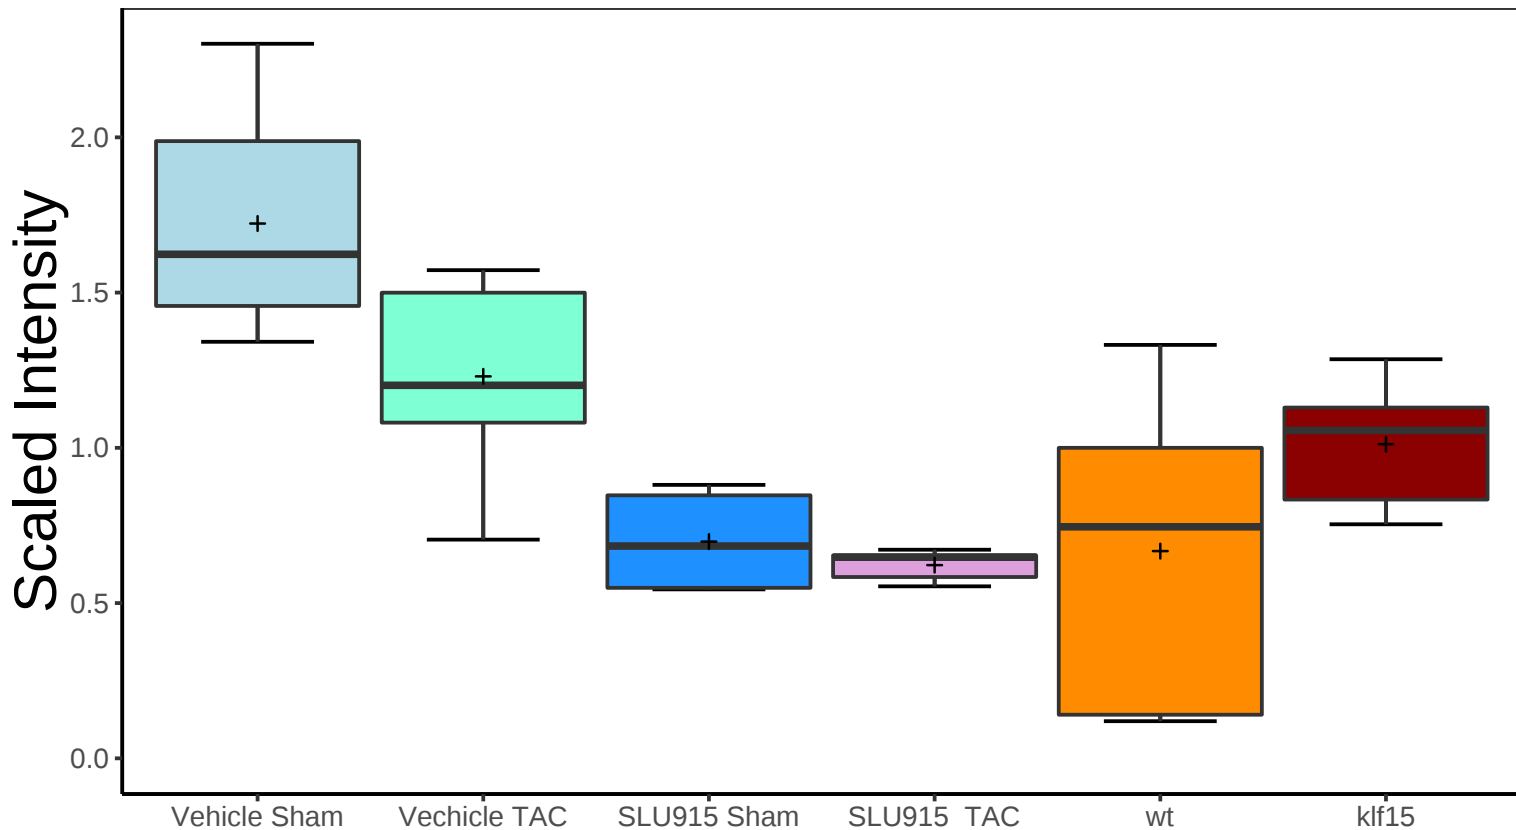 Scaled Intensity
2.0
1.5
1.0
0.5
0.0
Vehicle Sham
Vechicle TAC
SLU915 Sham
SLU915  TAC
wt
klf15